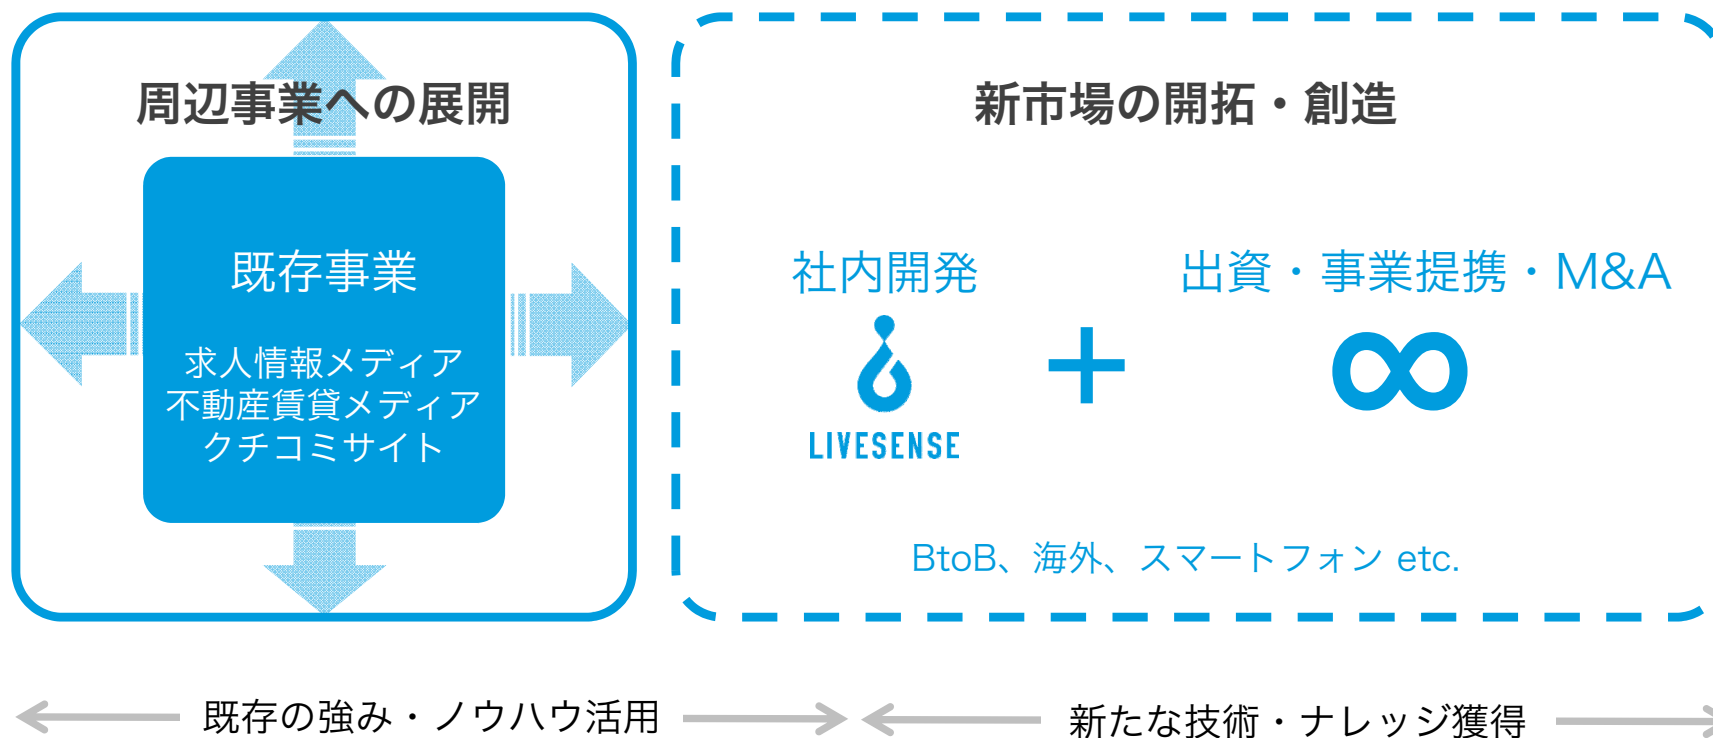 周辺事業への展開
既存事業
求人情報メディア
不動産賃貸メディア
クチコミサイト
新市場の開拓・創造
社内開発
LIVESENSE
+
出資・事業提携・M&A
∞
BtoB、海外、スマートフォン etc.
既存の強み・ノウハウ活用
新たな技術・ナレッジ獲得